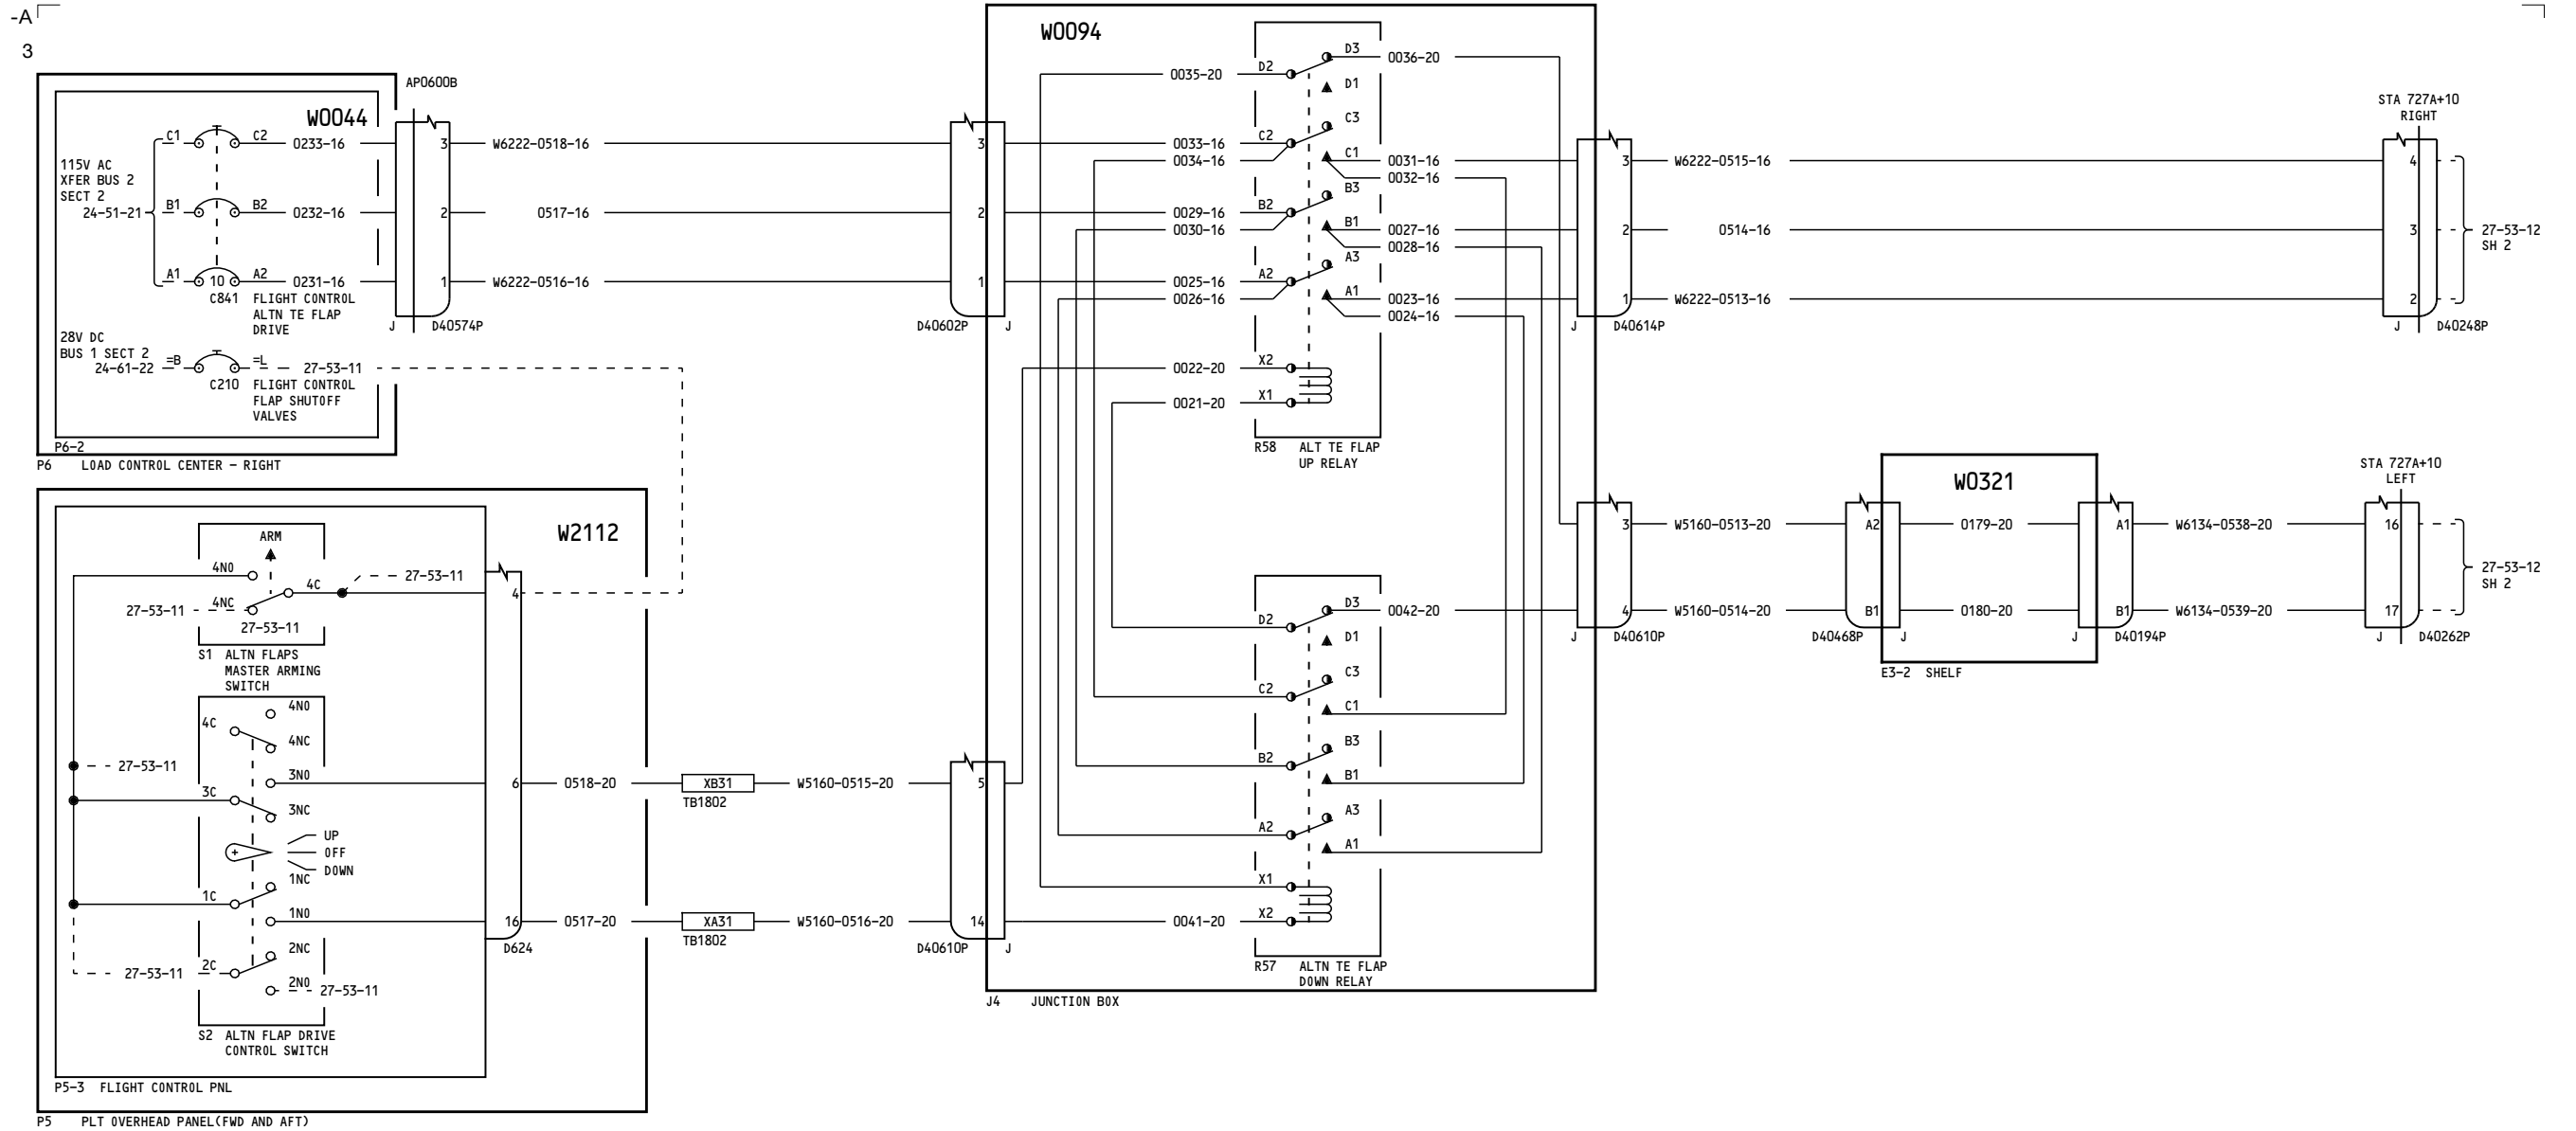 -A
3
AP0600B
W0044
C1
C2
0233-16
115V AC
XFER BUS 2
SECT 2
24-51-21
B1
B2
0232-16
A1
10
A2
0231-16
C841
FLIGHT CONTROL
ALTN TE FLAP
DRIVE
28V DC
BUS 1 SECT 2
24-61-22
=B
=L
27-53-11
C210
FLIGHT CONTROL
FLAP SHUTOFF
VALVES
P6-2
P6 LOAD CONTROL CENTER - RIGHT
3
2
1
J
D40574P
W6222-0518-16
0517-16
W6222-0516-16
3
2
1
D40602P
J
W2112
ARM
4NO
4C
27-53-11
4NC
27-53-11
27-53-11
S1 ALTN FLAPS
MASTER ARMING
SWITCH
4NO
4C
4NC
27-53-11
3NO
3C
3NC
UP
OFF
DOWN
1NC
1C
1NO
2NC
27-53-11
2C
2NO
27-53-11
S2 ALTN FLAP DRIVE
CONTROL SWITCH
P5-3 FLIGHT CONTROL PNL
P5 PLT OVERHEAD PANEL(FWD AND AFT)
4
6
16
D624
0518-20
XB31
TB1802
W5160-0515-20
0517-20
XA31
TB1802
W5160-0516-20
5
14
D40610P
J
W0094
0035-20
D2
D3
0036-20
D1
C3
0033-16
C2
0034-16
C1
0031-16
0032-16
B3
0029-16
B2
0030-16
B1
0027-16
0028-16
A3
0025-16
A2
0026-16
A1
0023-16
0024-16
0022-20
X2
0021-20
X1
R58 ALT TE FLAP
UP RELAY
D3
0042-20
D2
D1
C3
C2
C1
B3
B2
B1
A3
A2
A1
X1
0041-20
X2
R57 ALTN TE FLAP
DOWN RELAY
J4 JUNCTION BOX
3
2
1
J
D40614P
W6222-0515-16
0514-16
W6222-0513-16
STA 727A+10
RIGHT
4
3
2
J
D40248P
27-53-12
SH 2
3
4
J
D40610P
W5160-0513-20
W5160-0514-20
A2
B1
D40468P
J
W0321
0179-20
0180-20
E3-2 SHELF
A1
B1
J
D40194P
W6134-0538-20
W6134-0539-20
STA 727A+10
LEFT
16
17
J
D40262P
27-53-12
SH 2